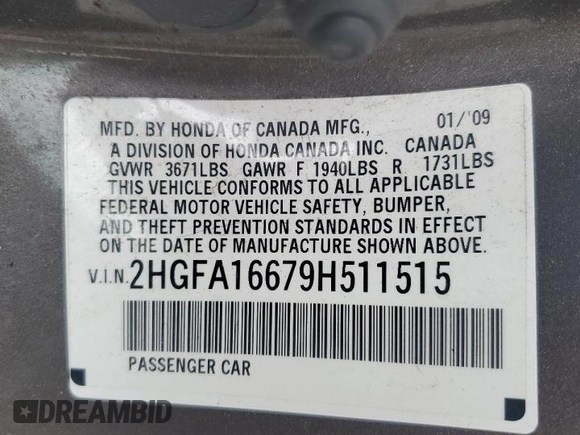 MFD. BY HONDA OF CANADA MFG., 01/'09
A DIVISION OF HONDA CANADA INC. CANADA
GVWR 3671LBS GAWR F 1940LBS R 1731LBS
THIS VEHICLE CONFORMS TO ALL APPLICABLE
FEDERAL MOTOR VEHICLE SAFETY, BUMPER,
AND THEFT PREVENTION STANDARDS IN EFFECT
ON THE DATE OF MANUFACTURE SHOWN ABOVE.
V.I.N. 2HGFA16679H511515
PASSENGER CAR
DREAMBID